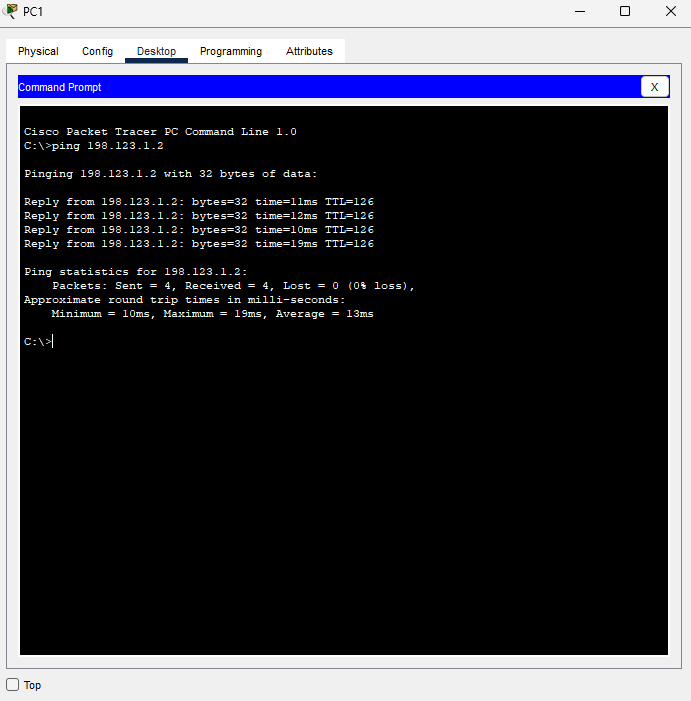 PC1
Physical Config Desktop Programming Attributes
Command Prompt X
Cisco Packet Tracer PC Command Line 1.0
C:\>ping 198.123.1.2
Pinging 198.123.1.2 with 32 bytes of data:
Reply from 198.123.1.2: bytes=32 time=11ms TTL=126
Reply from 198.123.1.2: bytes=32 time=12ms TTL=126
Reply from 198.123.1.2: bytes=32 time=10ms TTL=126
Reply from 198.123.1.2: bytes=32 time=19ms TTL=126
Ping statistics for 198.123.1.2:
Packets: Sent = 4, Received = 4, Lost = 0 (0% loss),
Approximate round trip times in milli-seconds:
Minimum = 10ms, Maximum = 19ms, Average = 13ms
C:\>
Top